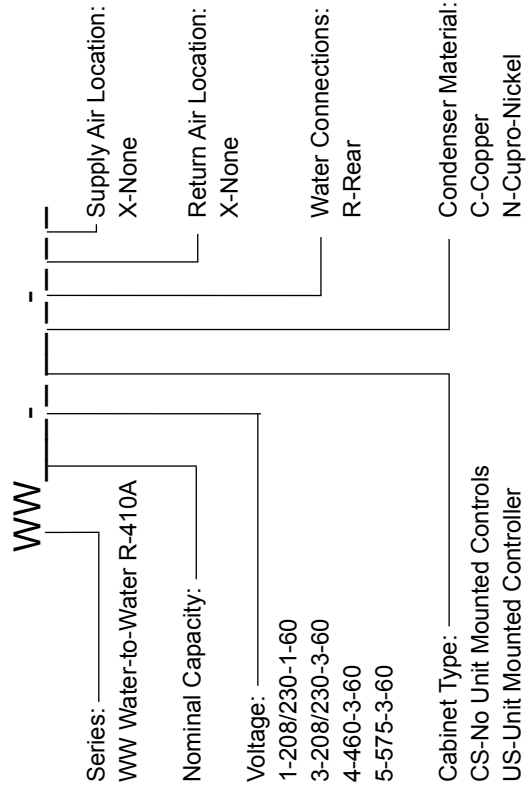 WW - -
Series:
WW Water-to-Water R-410A
Nominal Capacity:
Voltage:
1-208/230-1-60
3-208/230-3-60
4-460-3-60
5-575-3-60
Cabinet Type:
CS-No Unit Mounted Controls
US-Unit Mounted Controller
Supply Air Location:
X-None
Return Air Location:
X-None
Water Connections:
R-Rear
Condenser Material:
C-Copper
N-Cupro-Nickel